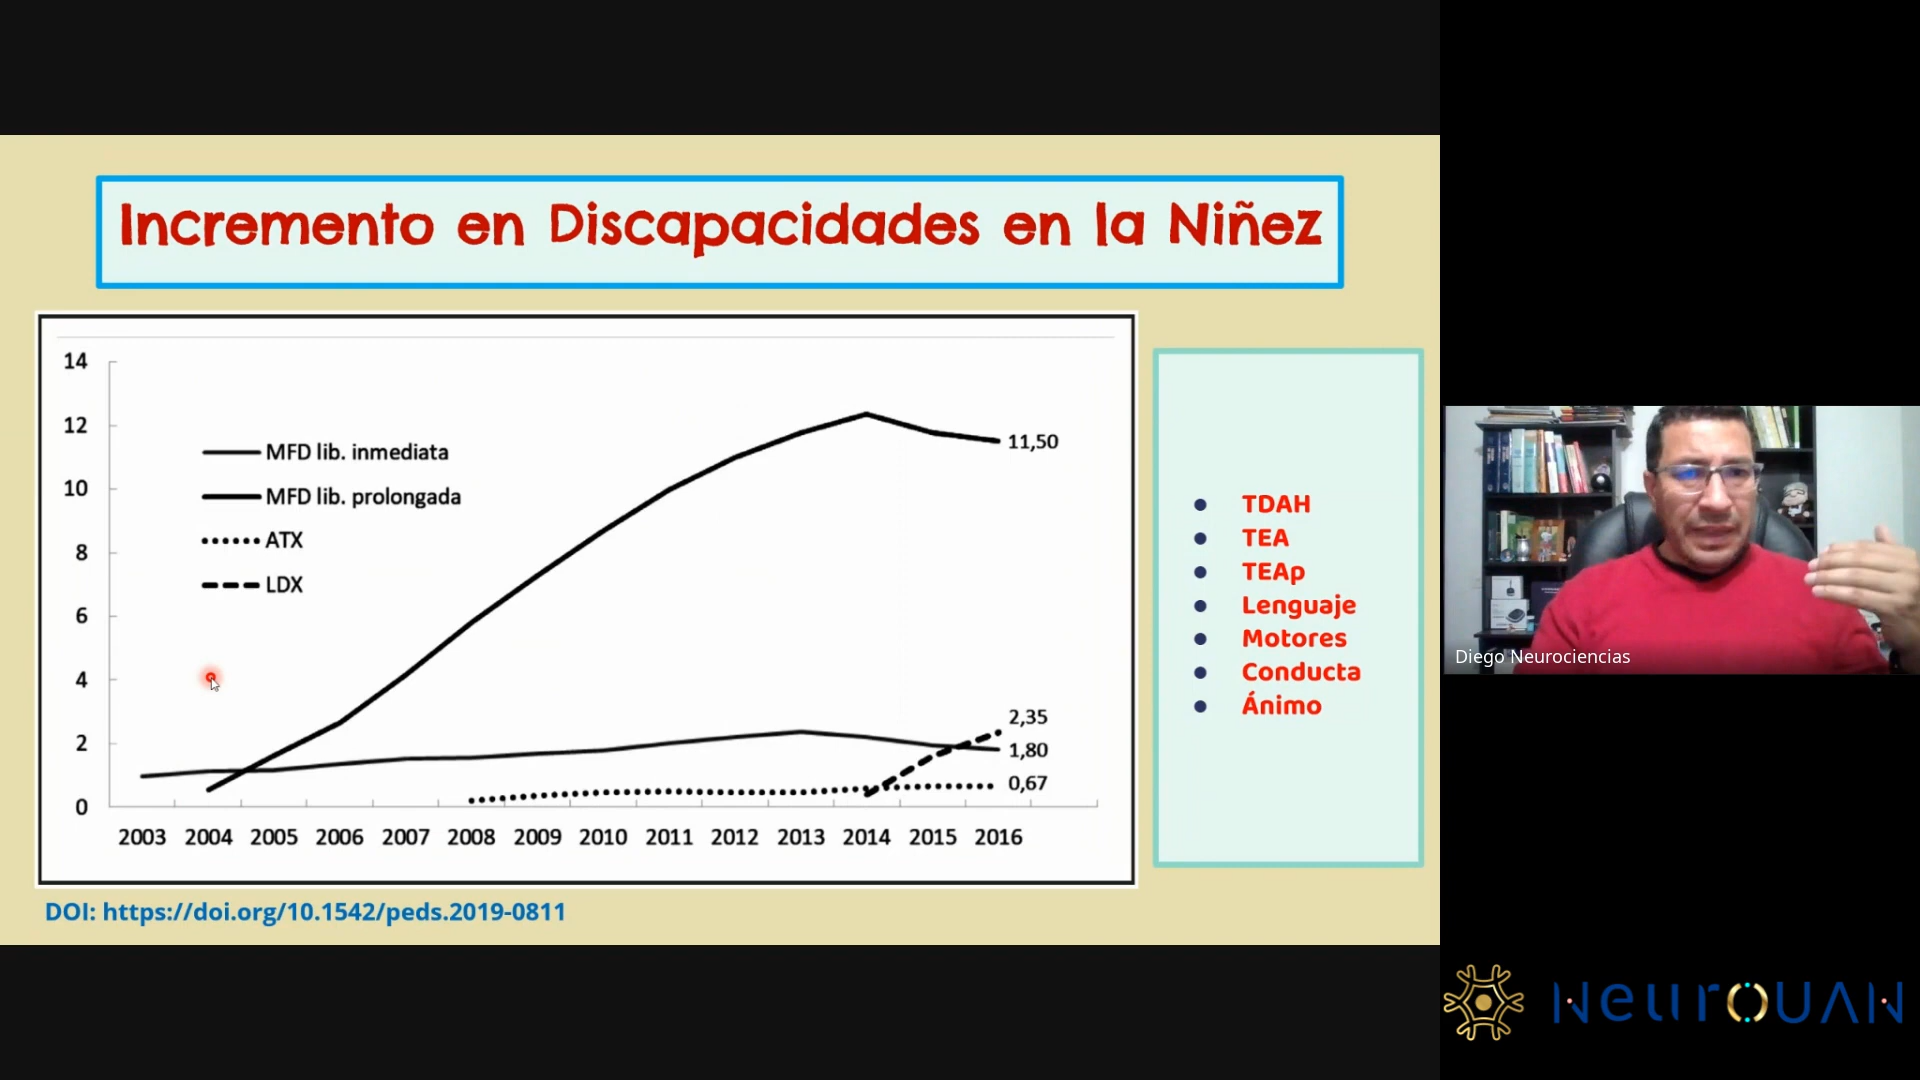 Incremento en Discapacidades en la Niñez
14
12
10
8
6
4
2
0
MFD lib. inmediata
MFD lib. prolongada
ATX
LDX
11,50
2,35
1,80
0,67
2003 2004 2005 2006 2007 2008 2009 2010 2011 2012 2013 2014 2015 2016
TDAH
TEA
TEAp
Lenguaje
Motores
Conducta
Ánimo
DOI: https://doi.org/10.1542/peds.2019-0811
Diego Neurociencias
NeurOUAN